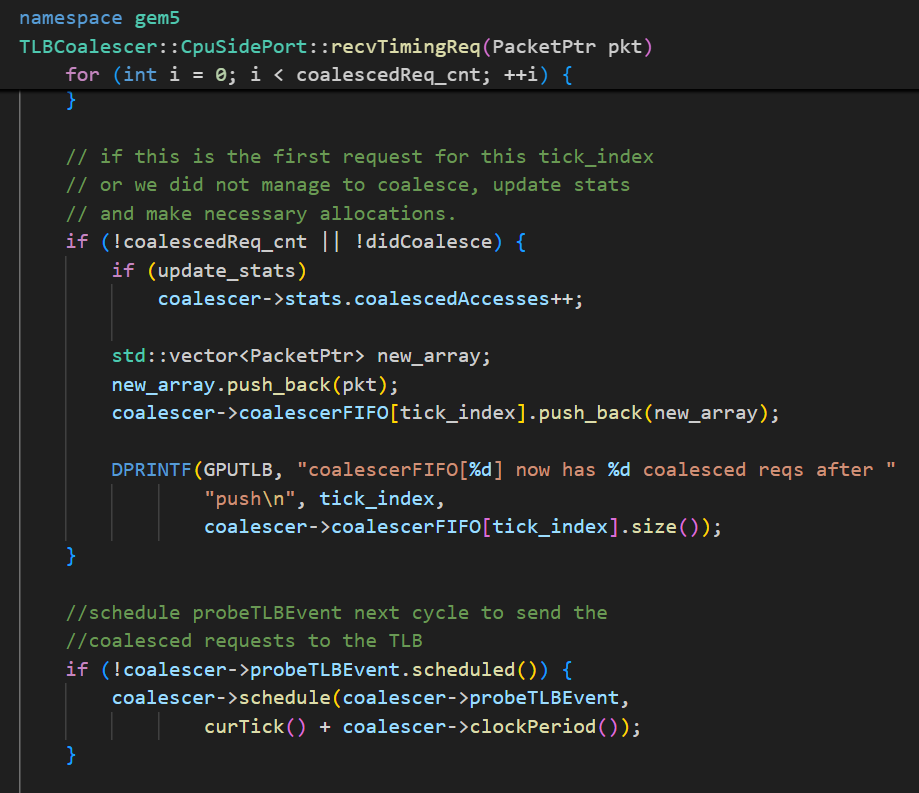 namespace gem5
TLBCoalescer::CpuSidePort::recvTimingReq(PacketPtr pkt)
    for (int i = 0; i < coalescedReq_cnt; ++i) {
    }

    // if this is the first request for this tick_index
    // or we did not manage to coalesce, update stats
    // and make necessary allocations.
    if (!coalescedReq_cnt || !didCoalesce) {
        if (update_stats)
            coalescer->stats.coalescedAccesses++;

        std::vector<PacketPtr> new_array;
        new_array.push_back(pkt);
        coalescer->coalescerFIFO[tick_index].push_back(new_array);

        DPRINTF(GPUTLB, "coalescerFIFO[%d] now has %d coalesced reqs after "
                "push\n", tick_index,
                coalescer->coalescerFIFO[tick_index].size());
    }

    //schedule probeTLBEvent next cycle to send the
    //coalesced requests to the TLB
    if (!coalescer->probeTLBEvent.scheduled()) {
        coalescer->schedule(coalescer->probeTLBEvent,
                curTick() + coalescer->clockPeriod());
    }